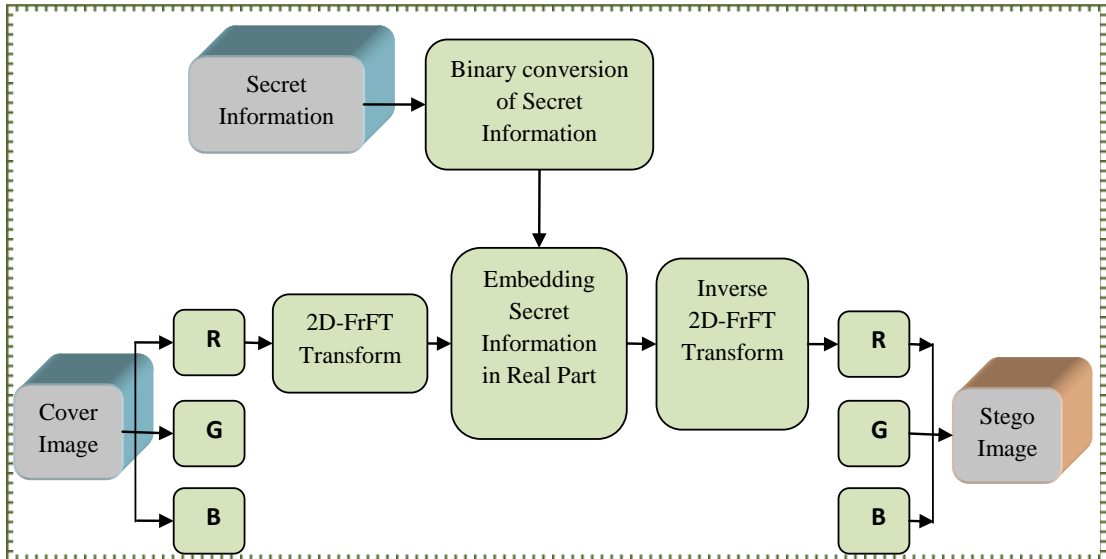 Secret
Information
Binary conversion
of Secret
Information
Cover
Image
R
G
B
2D-FrFT
Transform
Embedding
Secret
Information
in Real Part
Inverse
2D-FrFT
Transform
R
G
B
Stego
Image